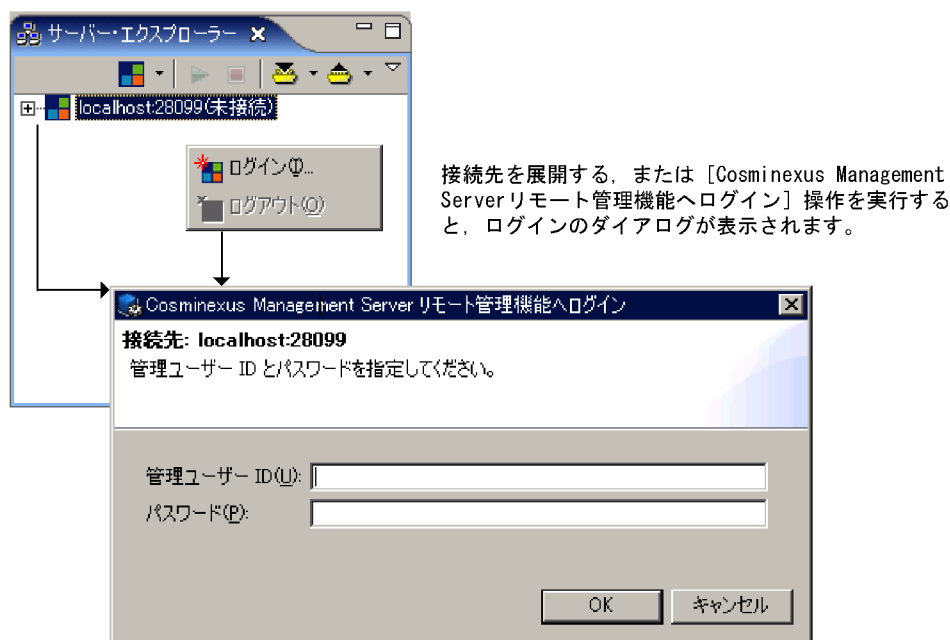 サーバー・エクスプローラー
localhost:28099(未接続)
ログイン(I)...
ログアウト(O)
接続先を展開する，または［Cosminexus Management
Serverリモート管理機能へログイン］操作を実行する
と，ログインのダイアログが表示されます。
Cosminexus Management Server リモート管理機能へログイン
接続先: localhost:28099
管理ユーザー ID とパスワードを指定してください。
管理ユーザー ID(U):
パスワード(P):
OK
キャンセル